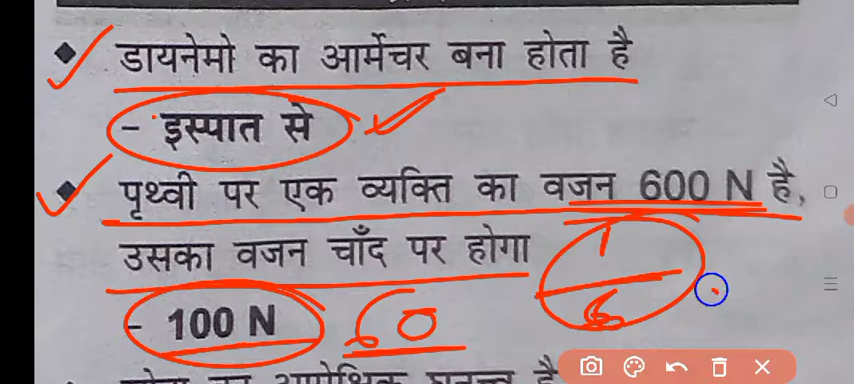 ◆ डायनेमो का आर्मेचर बना होता है
- इस्पात से
◆ पृथ्वी पर एक व्यक्ति का वजन 600 N है,
उसका वजन चाँद पर होगा
1/6
- 100 N 60